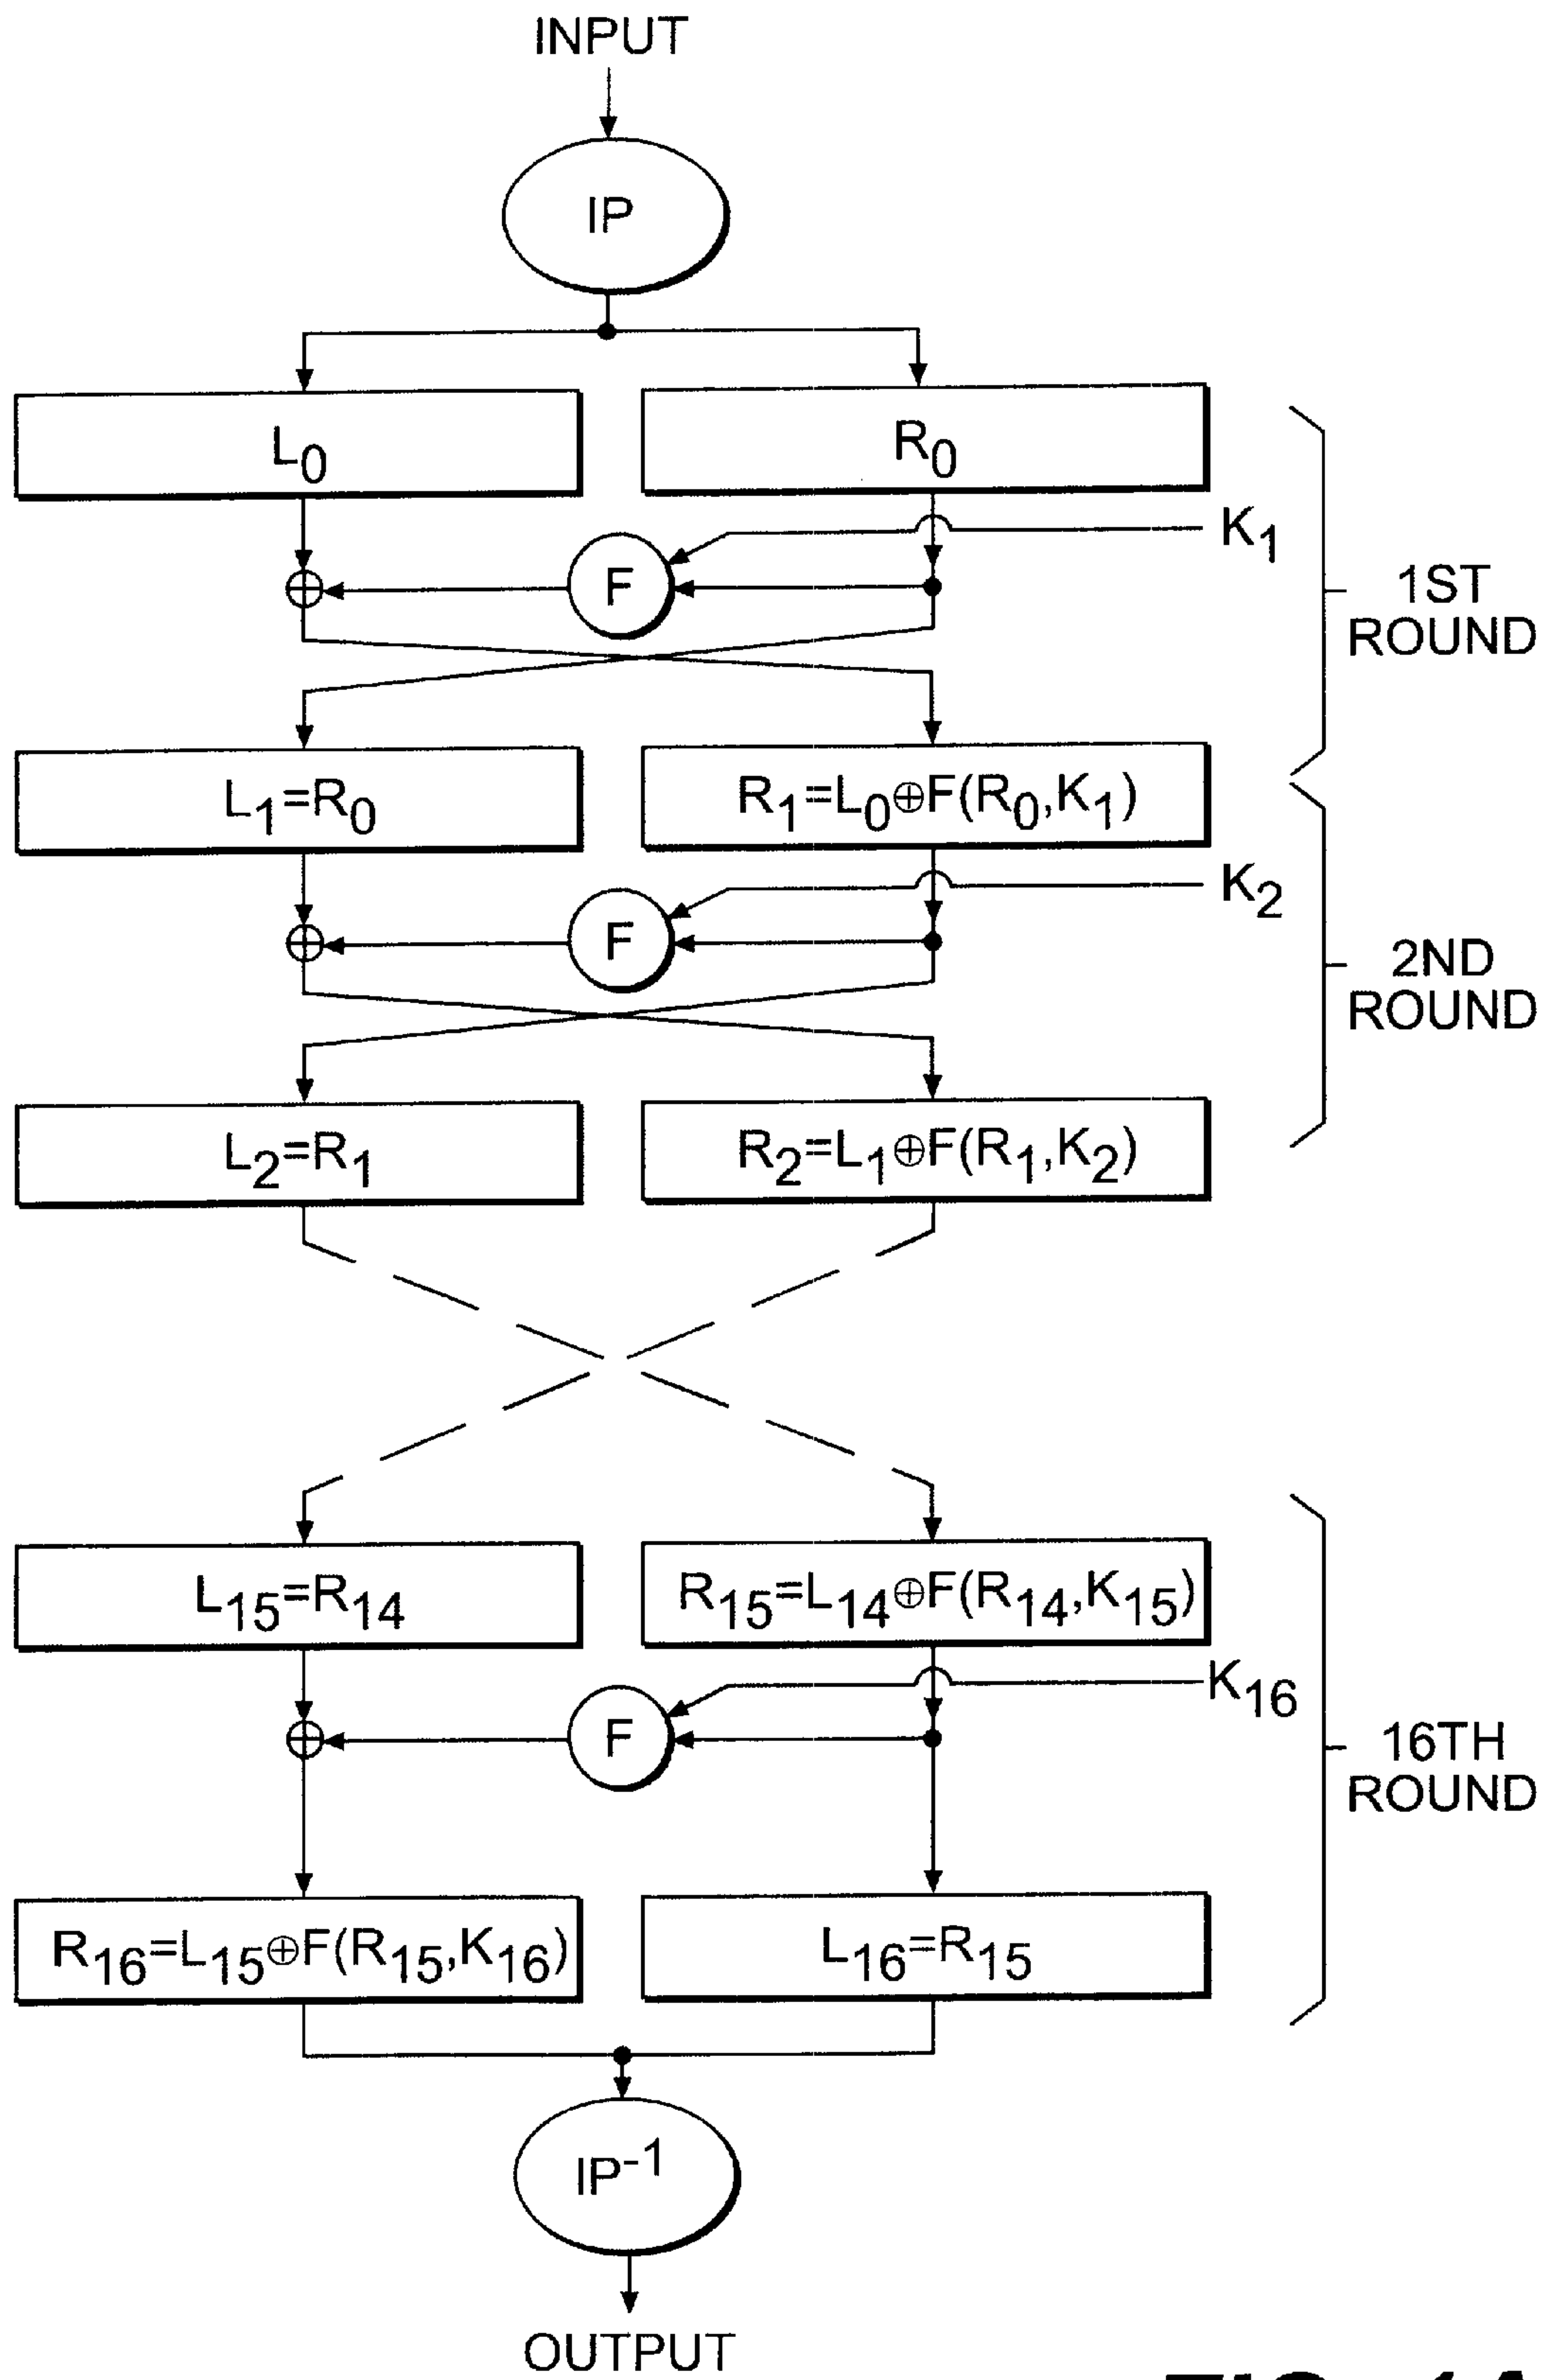 INPUT
IP
L₀
R₀
K₁
F
1ST
ROUND
L₁=R₀
R₁=L₀⊕F(R₀,K₁)
K₂
F
2ND
ROUND
L₂=R₁
R₂=L₁⊕F(R₁,K₂)
L₁₅=R₁₄
R₁₅=L₁₄⊕F(R₁₄,K₁₅)
K₁₆
F
16TH
ROUND
R₁₆=L₁₅⊕F(R₁₅,K₁₆)
L₁₆=R₁₅
IP⁻¹
OUTPUT